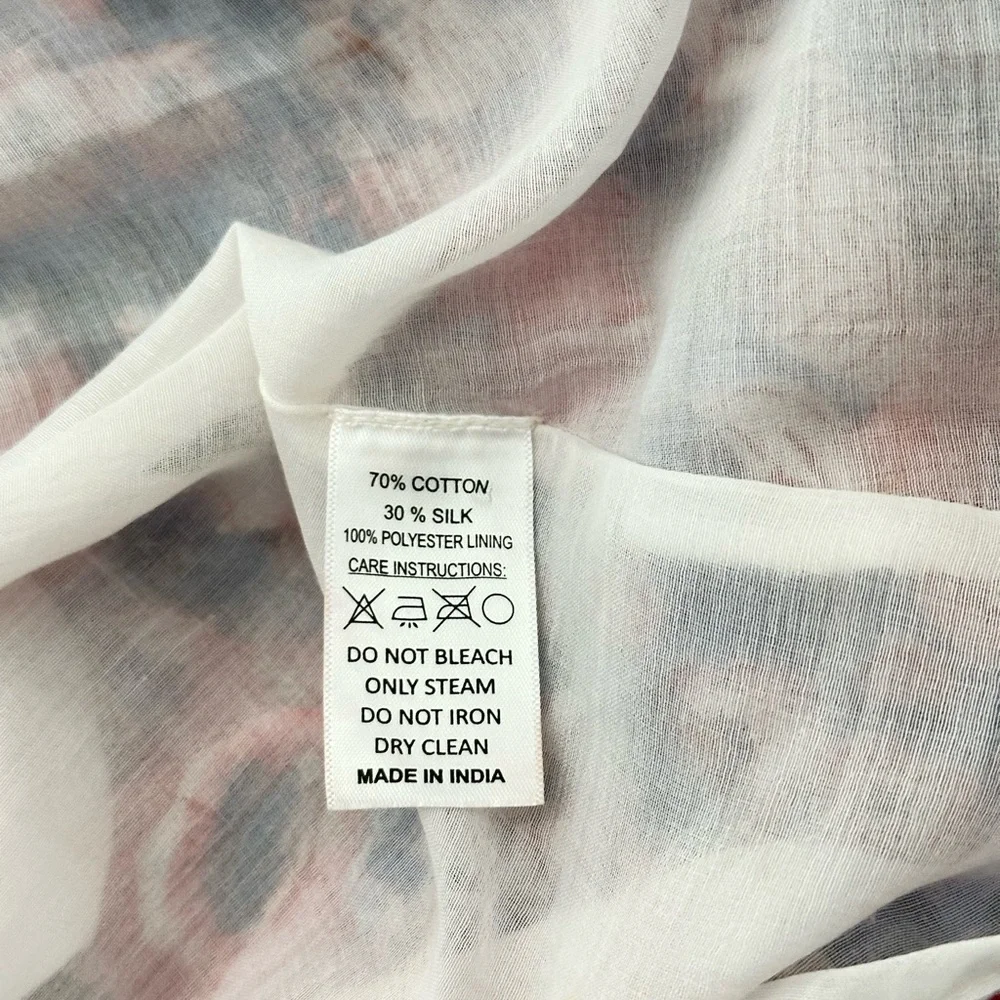 70% COTTON
30 % SILK
100% POLYESTER LINING
CARE INSTRUCTIONS:
DO NOT BLEACH
ONLY STEAM
DO NOT IRON
DRY CLEAN
MADE IN INDIA